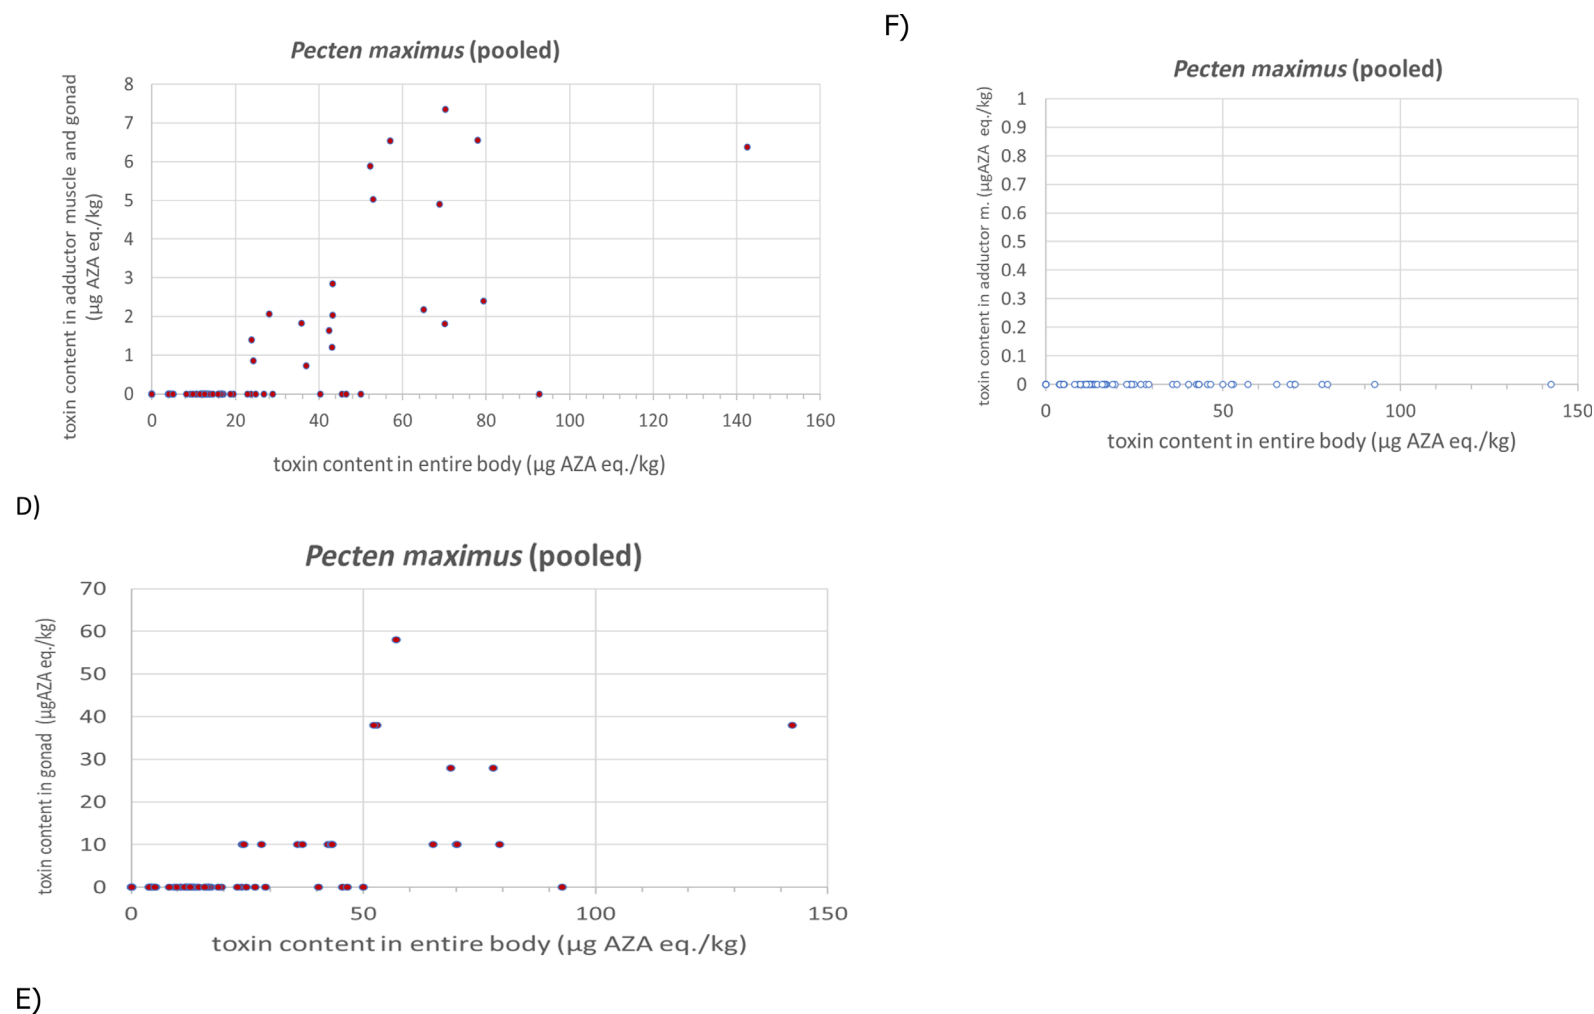 Pecten maximus (pooled)
toxin content in adductor muscle and gonad
(µg AZA eq./kg)
8
7
6
5
4
3
2
1
0
0 20 40 60 80 100 120 140 160
toxin content in entire body (µg AZA eq./kg)
D)
Pecten maximus (pooled)
toxin content in gonad (µgAZA eq./kg)
70
60
50
40
30
20
10
0
0 50 100 150
toxin content in entire body (µg AZA eq./kg)
E)
F)
Pecten maximus (pooled)
toxin content in adductor m. (µgAZA eq./kg)
1
0.9
0.8
0.7
0.6
0.5
0.4
0.3
0.2
0.1
0
0 50 100 150
toxin content in entire body (µg AZA eq./kg)